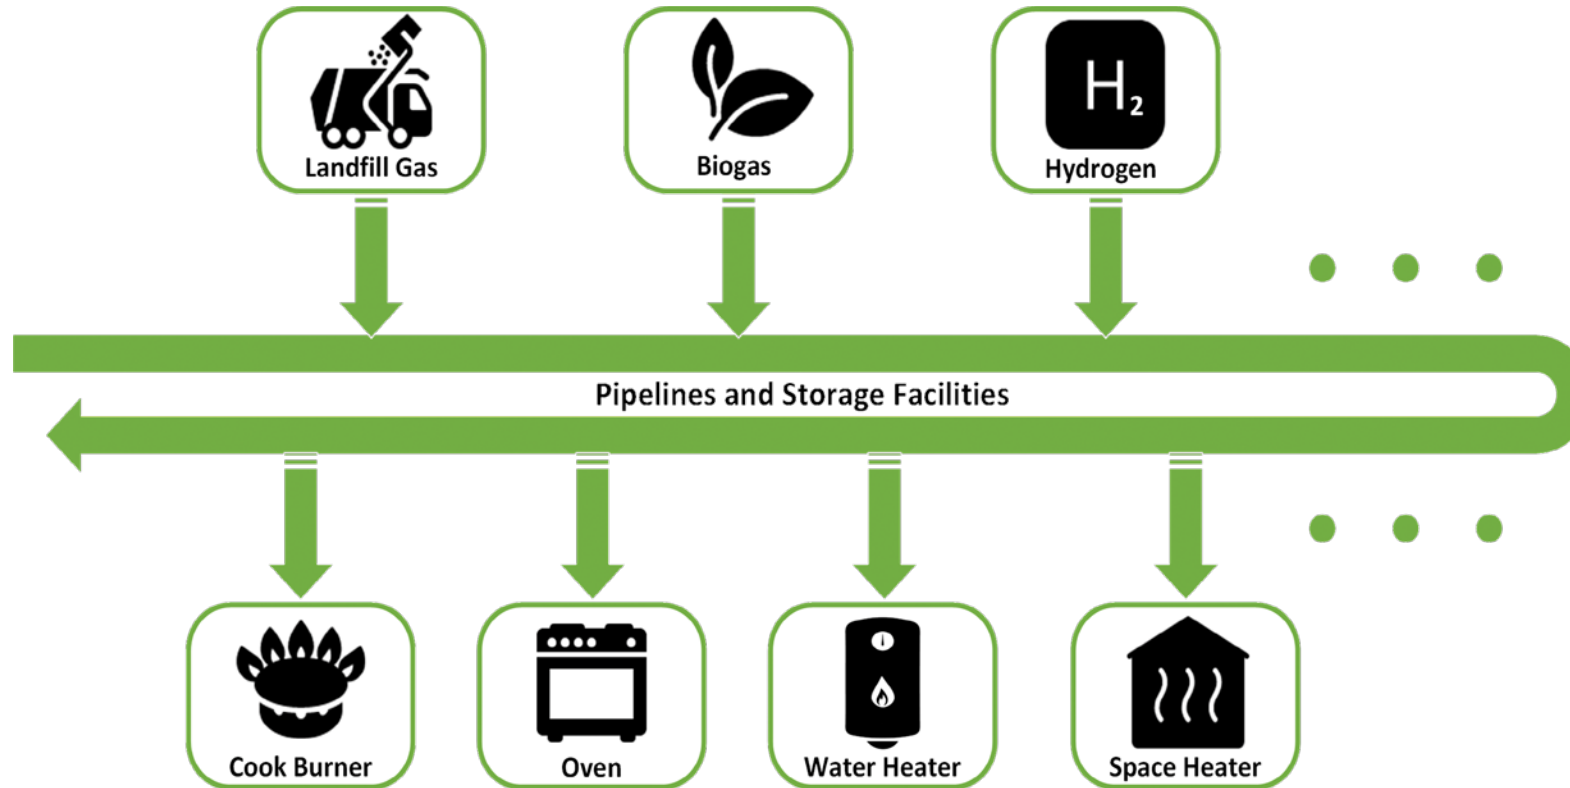 Landfill Gas
Biogas
H₂
Hydrogen
Pipelines and Storage Facilities
Cook Burner
Oven
Water Heater
Space Heater